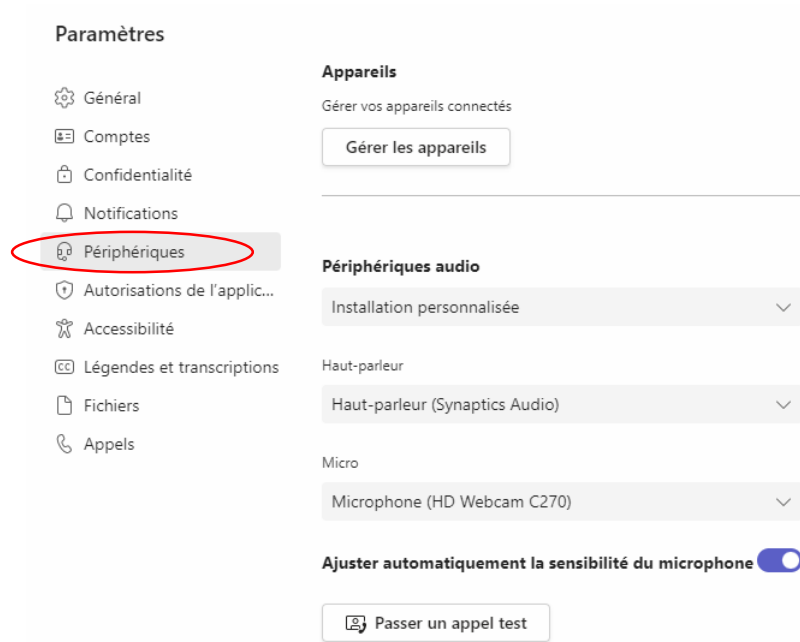 Paramètres
Général
Comptes
Confidentialité
Notifications
Périphériques
Autorisations de l'applic...
Accessibilité
CC Légendes et transcriptions
Fichiers
Appels
Appareils
Gérer vos appareils connectés
Gérer les appareils
Périphériques audio
Installation personnalisée
Haut-parleur
Haut-parleur (Synaptics Audio)
Micro
Microphone (HD Webcam C270)
Ajuster automatiquement la sensibilité du microphone
Passer un appel test